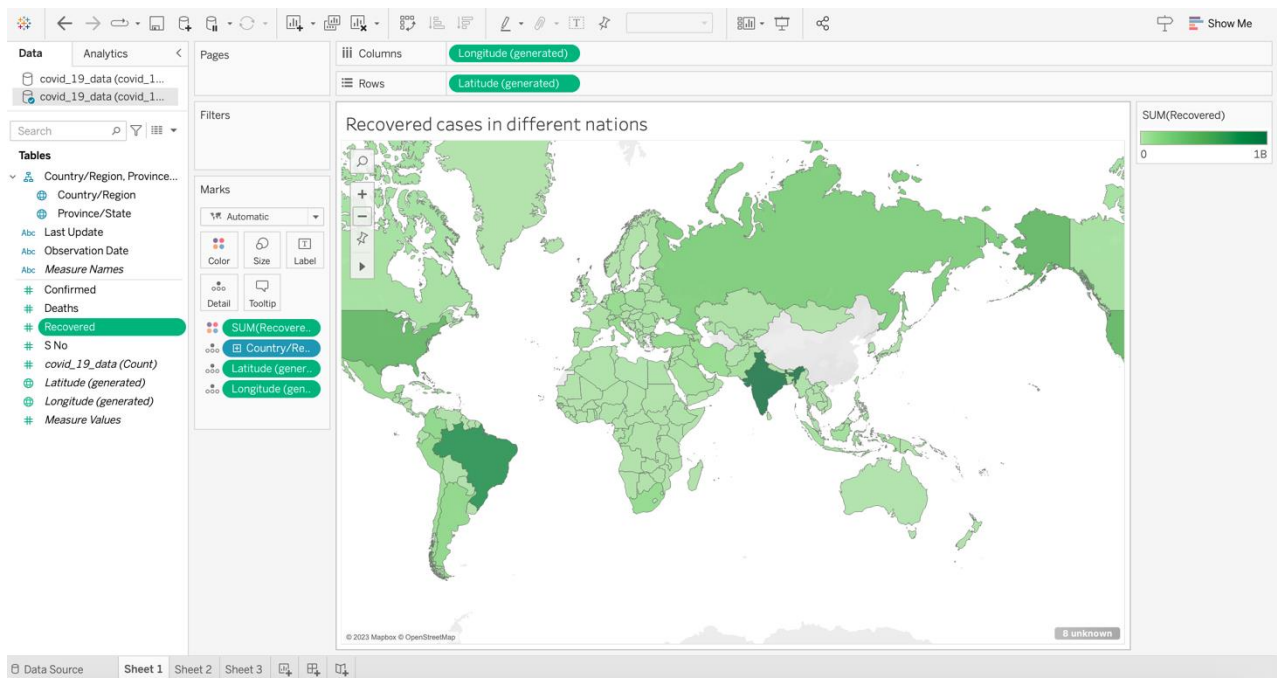 Show Me
Data
Analytics
covid_19_data (covid_1...
covid_19_data (covid_1...
Search
Tables
Country/Region, Province...
Country/Region
Province/State
Abc Last Update
Abc Observation Date
Abc Measure Names
# Confirmed
# Deaths
# Recovered
# S No
# covid_19_data (Count)
Latitude (generated)
Longitude (generated)
# Measure Values
Pages
Filters
Marks
Automatic
Color
Size
Label
Detail
Tooltip
SUM(Recovere..
Country/Re..
Latitude (gener..
Longitude (gen..
Columns
Longitude (generated)
Rows
Latitude (generated)
Recovered cases in different nations
© 2023 Mapbox © OpenStreetMap
8 unknown
SUM(Recovered)
0 1B
Data Source
Sheet 1
Sheet 2
Sheet 3